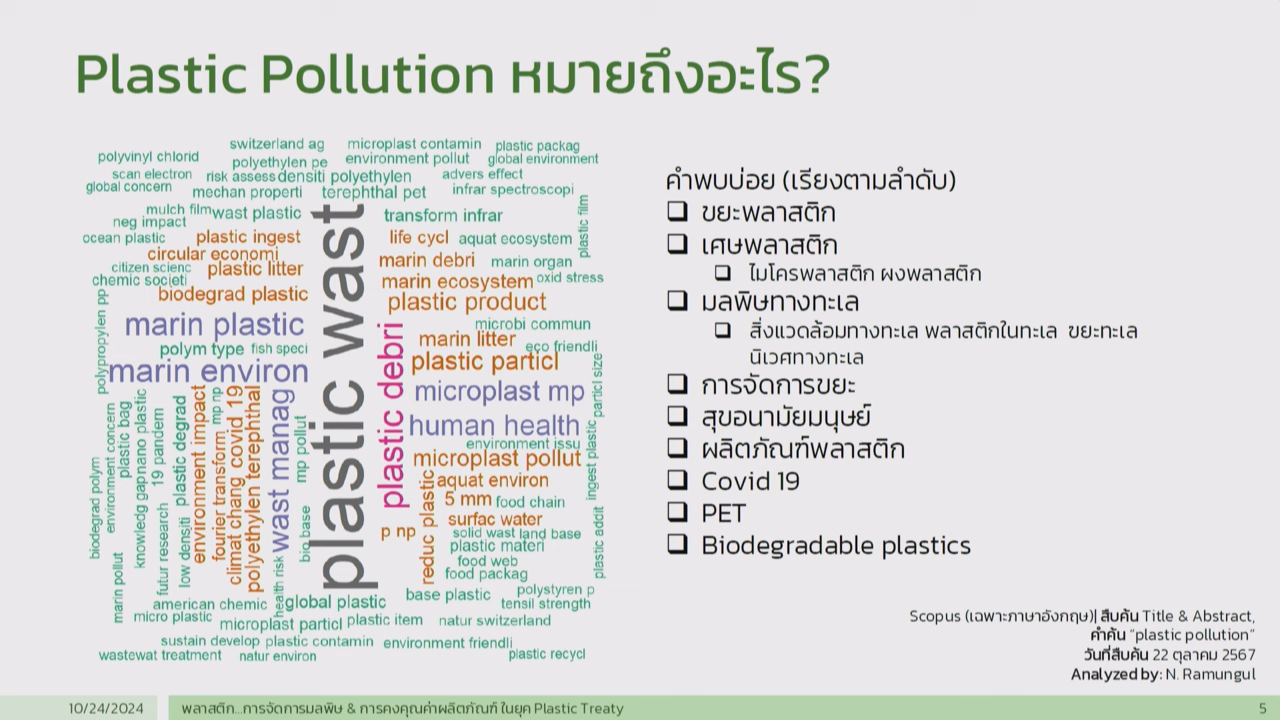 Plastic Pollution หมายถึงอะไร?
switzerland ag
microplast contamin
plastic packag
polyvinyl chlorid
polyethylen pe
environment pollut
global environment
scan electron
risk assess
densiti polyethylen
advers effect
global concern
mechan properti
terephthal pet
infrar spectroscopi
mulch film
wast plastic
transform infrar
plastic film
neg impact
ocean plastic
plastic ingest
life cycl
aquat ecosystem
circular economi
marin debri
marin organ
citizen scienc
plastic litter
chemic societi
marin ecosystem
oxid stress
biodegrad plastic
plastic product
polypropylen pp
marin plastic
microbi commun
marin litter
polym type
fish speci
eco friendli
marin environ
plastic particl
plastic wast
plastic debri
microplast mp
human health
particl size
environment issu
microplast pollut
ingest plastic
aquat environ
5 mm
food chain
surfac water
p np
reduc plastic
solid wast
land base
plastic materi
food web
food packag
plastic addit
biodegrad polym
environment concern
plastic bag
knowledg gap
nano plastic
19 pandem
futur research
plastic degrad
low densiti
environment impact
fourier transform
mp np
climat chang
covid 19
polyethylen terephthal
wast manag
health risk
mp pollut
bio base
marin pollut
american chemic
global plastic
base plastic
polystyren p
tensil strength
micro plastic
microplast particl
plastic item
natur switzerland
sustain develop
plastic contamin
environment friendli
wastewat treatment
natur environ
plastic recycl
คำพบบ่อย (เรียงตามลำดับ)
❑ ขยะพลาสติก
❑ เศษพลาสติก
❑ ไมโครพลาสติก ผงพลาสติก
❑ มลพิษทางทะเล
❑ สิ่งแวดล้อมทางทะเล พลาสติกในทะเล ขยะทะเล
นิเวศทางทะเล
❑ การจัดการขยะ
❑ สุขอนามัยมนุษย์
❑ ผลิตภัณฑ์พลาสติก
❑ Covid 19
❑ PET
❑ Biodegradable plastics
Scopus (เฉพาะภาษาอังกฤษ)| สืบค้น Title & Abstract,
คำค้น “plastic pollution”
วันที่สืบค้น 22 ตุลาคม 2567
Analyzed by: N. Ramungul
10/24/2024
พลาสติก...การจัดการมลพิษ & การคงคุณค่าผลิตภัณฑ์ ในยุค Plastic Treaty
5